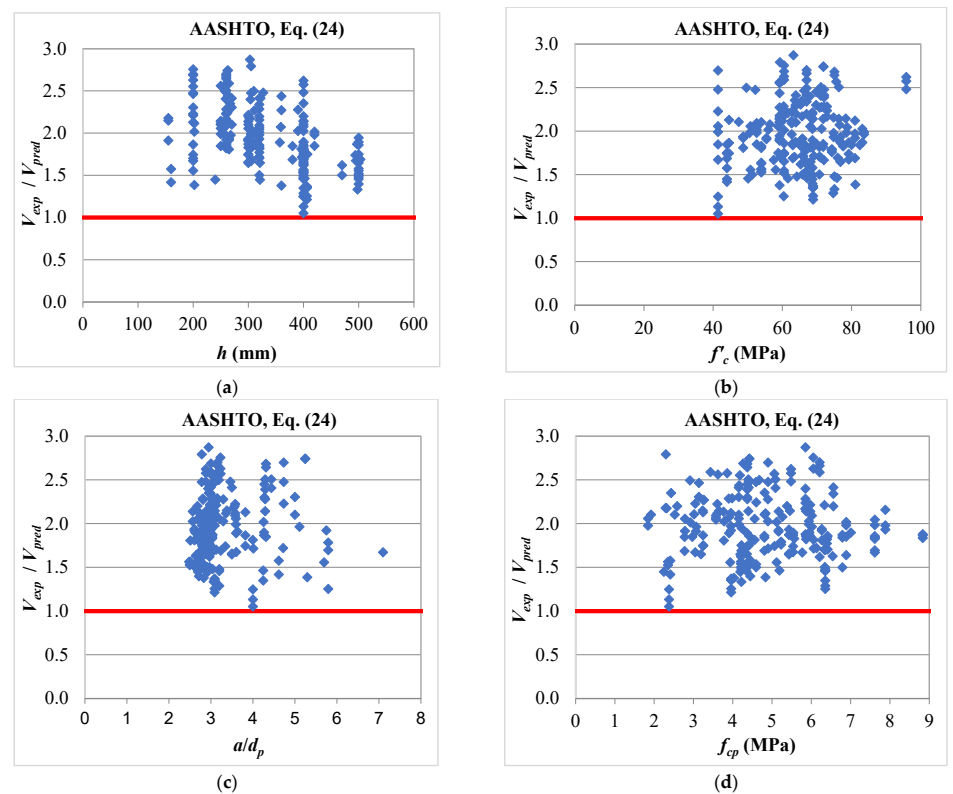 AASHTO, Eq. (24)
3.0
2.5
2.0
1.5
1.0
0.5
0.0
V_exp / V_pred
0 100 200 300 400 500 600
h (mm)
(a)
AASHTO, Eq. (24)
3.0
2.5
2.0
1.5
1.0
0.5
0.0
V_exp / V_pred
0 20 40 60 80 100
f′_c (MPa)
(b)
AASHTO, Eq. (24)
3.0
2.5
2.0
1.5
1.0
0.5
0.0
V_exp / V_pred
0 1 2 3 4 5 6 7 8
a/d_p
(c)
AASHTO, Eq. (24)
3.0
2.5
2.0
1.5
1.0
0.5
0.0
V_exp / V_pred
0 1 2 3 4 5 6 7 8 9
f_cp (MPa)
(d)